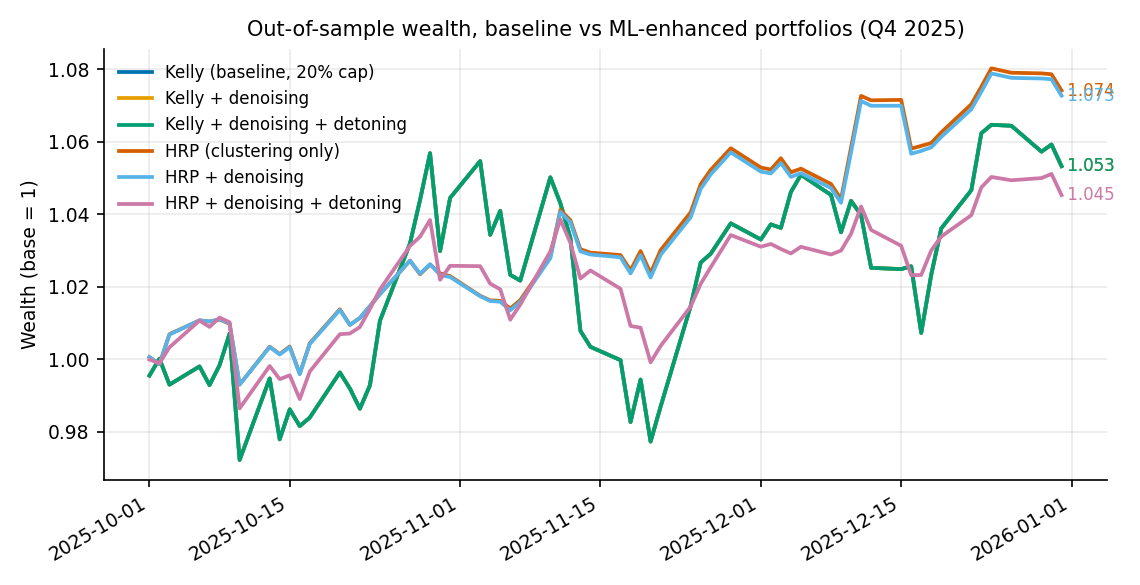 Out-of-sample wealth, baseline vs ML-enhanced portfolios (Q4 2025)
Wealth (base = 1)
1.08
1.06
1.04
1.02
1.00
0.98
Kelly (baseline, 20% cap)
Kelly + denoising
Kelly + denoising + detoning
HRP (clustering only)
HRP + denoising
HRP + denoising + detoning
1.074
1.073
1.053
1.045
2025-10-01
2025-10-15
2025-11-01
2025-11-15
2025-12-01
2025-12-15
2026-01-01